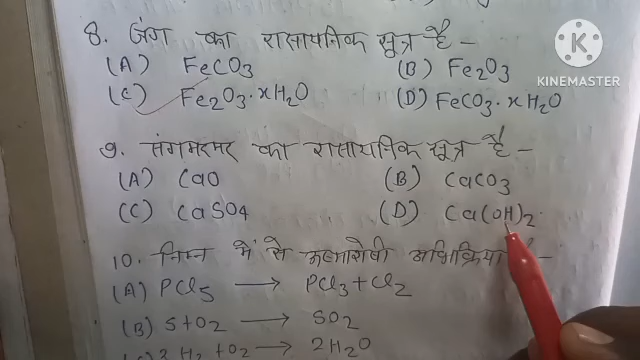 8. जंग का रासायनिक सूत्र है -
(A) FeCO3 (B) Fe2O3
(C) Fe2O3·xH2O (D) FeCO3·xH2O
9. संगमरमर का रासायनिक सूत्र है -
(A) CaO (B) CaCO3
(C) CaSO4 (D) Ca(OH)2
10. निम्न में से ऊष्माशोषी अभिक्रिया है -
(A) PCl5 → PCl3 + Cl2
(B) S + O2 → SO2
(C) 2H2 + O2 → 2H2O
KINEMASTER